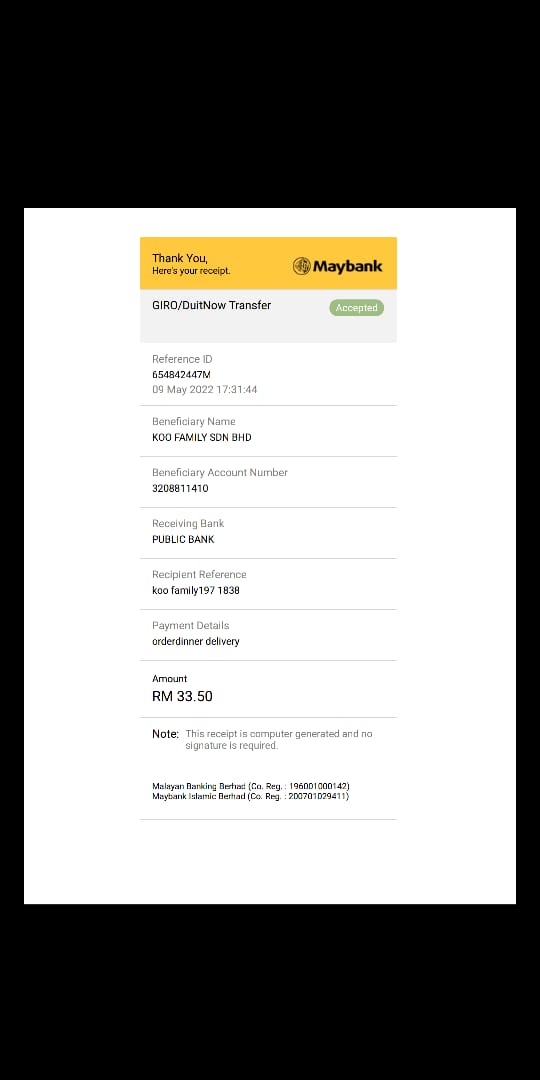 Thank You,
Here's your receipt.
Maybank
GIRO/DuitNow Transfer
Accepted
Reference ID
654842447M
09 May 2022 17:31:44
Beneficiary Name
KOO FAMILY SDN BHD
Beneficiary Account Number
3208811410
Receiving Bank
PUBLIC BANK
Recipient Reference
koo family197 1838
Payment Details
orderdinner delivery
Amount
RM 33.50
Note: This receipt is computer generated and no
signature is required.
Malayan Banking Berhad (Co. Reg. : 196001000142)
Maybank Islamic Berhad (Co. Reg. : 200701029411)